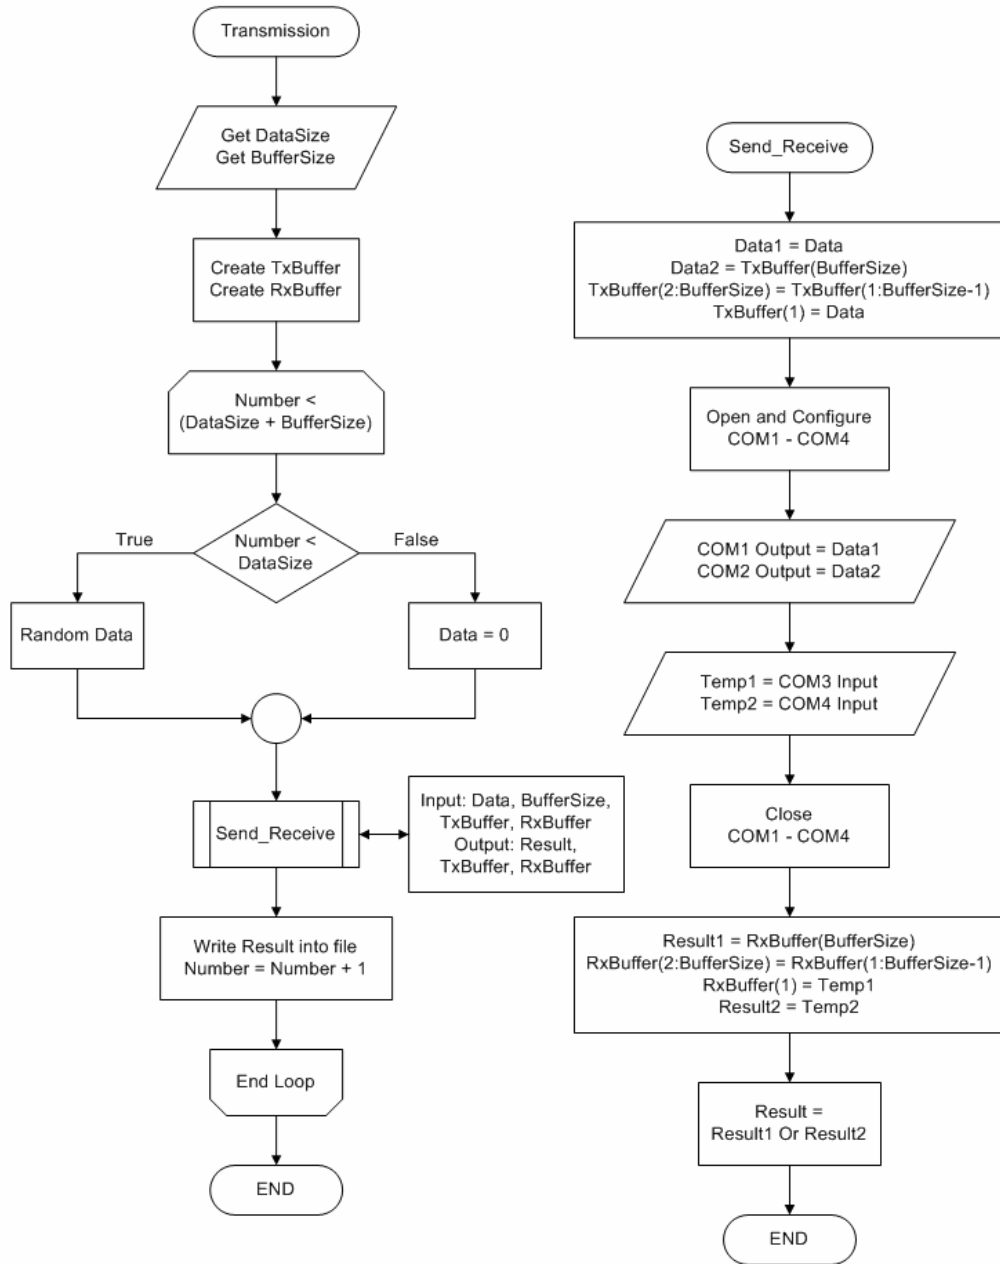 Transmission
Get DataSize
Get BufferSize
Create TxBuffer
Create RxBuffer
Number <
(DataSize + BufferSize)
True
Number <
DataSize
False
Random Data
Data = 0
Send_Receive
Input: Data, BufferSize,
TxBuffer, RxBuffer
Output: Result,
TxBuffer, RxBuffer
Write Result into file
Number = Number + 1
End Loop
END
Send_Receive
Data1 = Data
Data2 = TxBuffer(BufferSize)
TxBuffer(2:BufferSize) = TxBuffer(1:BufferSize-1)
TxBuffer(1) = Data
Open and Configure
COM1 - COM4
COM1 Output = Data1
COM2 Output = Data2
Temp1 = COM3 Input
Temp2 = COM4 Input
Close
COM1 - COM4
Result1 = RxBuffer(BufferSize)
RxBuffer(2:BufferSize) = RxBuffer(1:BufferSize-1)
RxBuffer(1) = Temp1
Result2 = Temp2
Result =
Result1 Or Result2
END